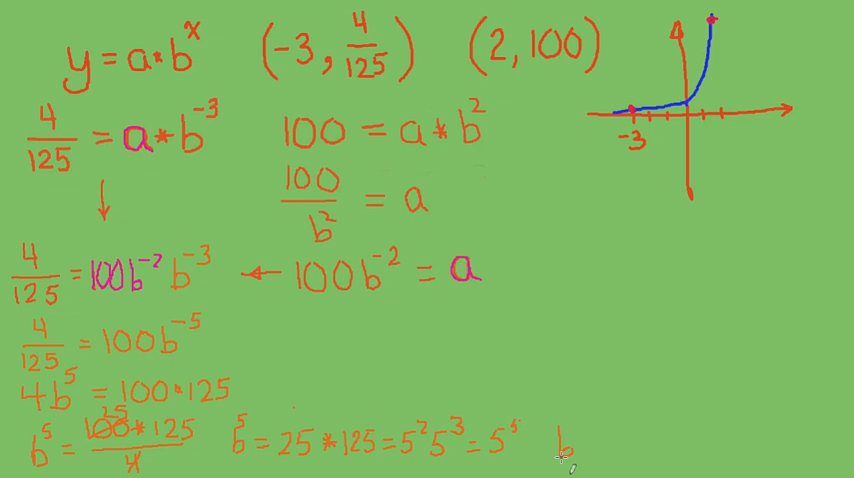 y = a * b^x (-3, 4/125) (2, 100)
4/125 = a * b^-3 100 = a * b^2
100/b^2 = a
4/125 = 100b^-2 b^-3 ← 100b^-2 = a
4/125 = 100b^-5
4b^5 = 100 * 125
b^5 = 100 25 * 125 / 4 b^5 = 25 * 125 = 5^2 5^3 = 5^5 b
-3